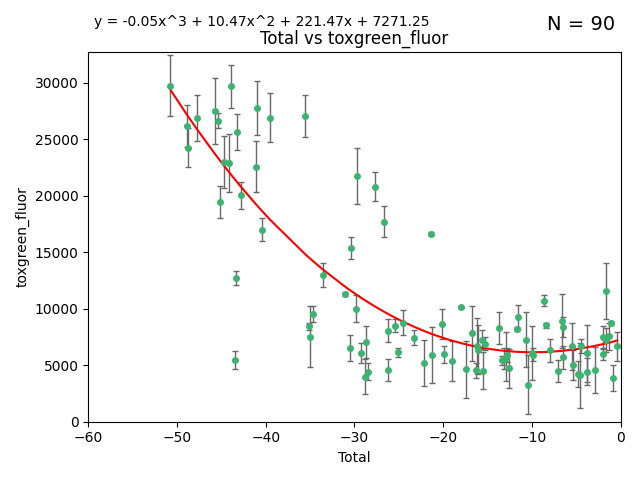 y = -0.05x^3 + 10.47x^2 + 221.47x + 7271.25
N = 90
Total vs toxgreen_fluor
30000
25000
20000
15000
10000
5000
0
toxgreen_fluor
−60 −50 −40 −30 −20 −10 0
Total